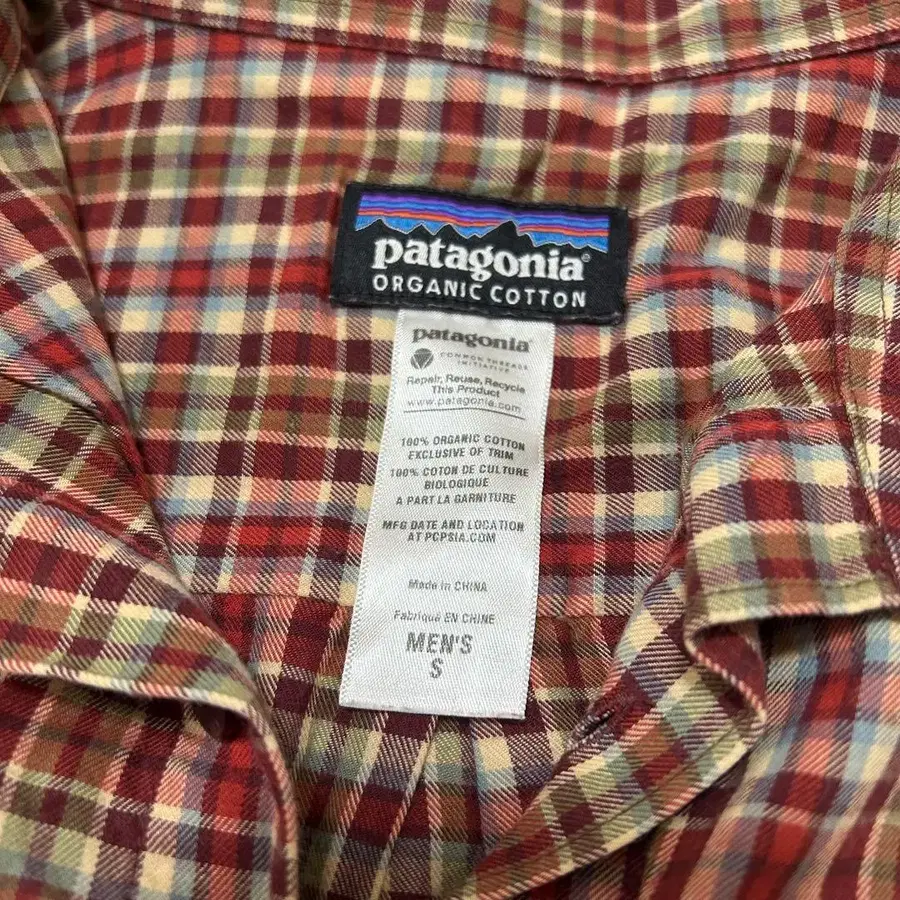 patagonia®
ORGANIC COTTON
patagonia®
COMMON THREADS
INITIATIVE
Repair, Reuse, Recycle
This Product
www.patagonia.com
100% ORGANIC COTTON
EXCLUSIVE OF TRIM
100% COTON DE CULTURE
BIOLOGIQUE
A PART LA GARNITURE
MFG DATE AND LOCATION
AT PCPSIA.COM
Made in CHINA
Fabriqué EN CHINE
MEN'S
S